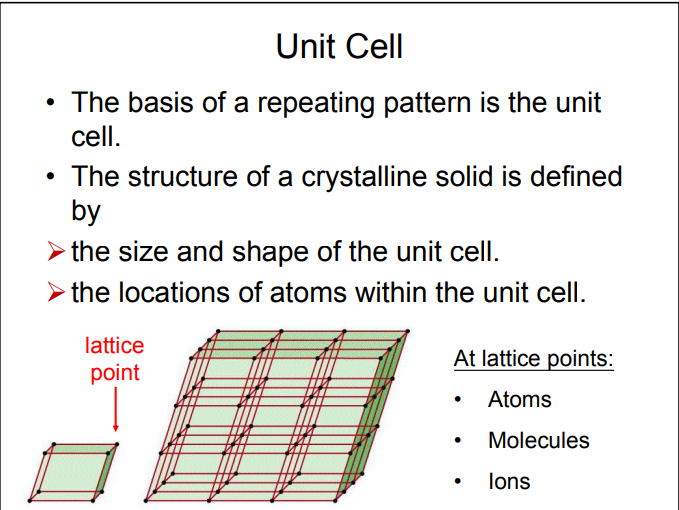 Unit Cell
• The basis of a repeating pattern is the unit
cell.
• The structure of a crystalline solid is defined
by
➢ the size and shape of the unit cell.
➢ the locations of atoms within the unit cell.
lattice
point
At lattice points:
• Atoms
• Molecules
• Ions